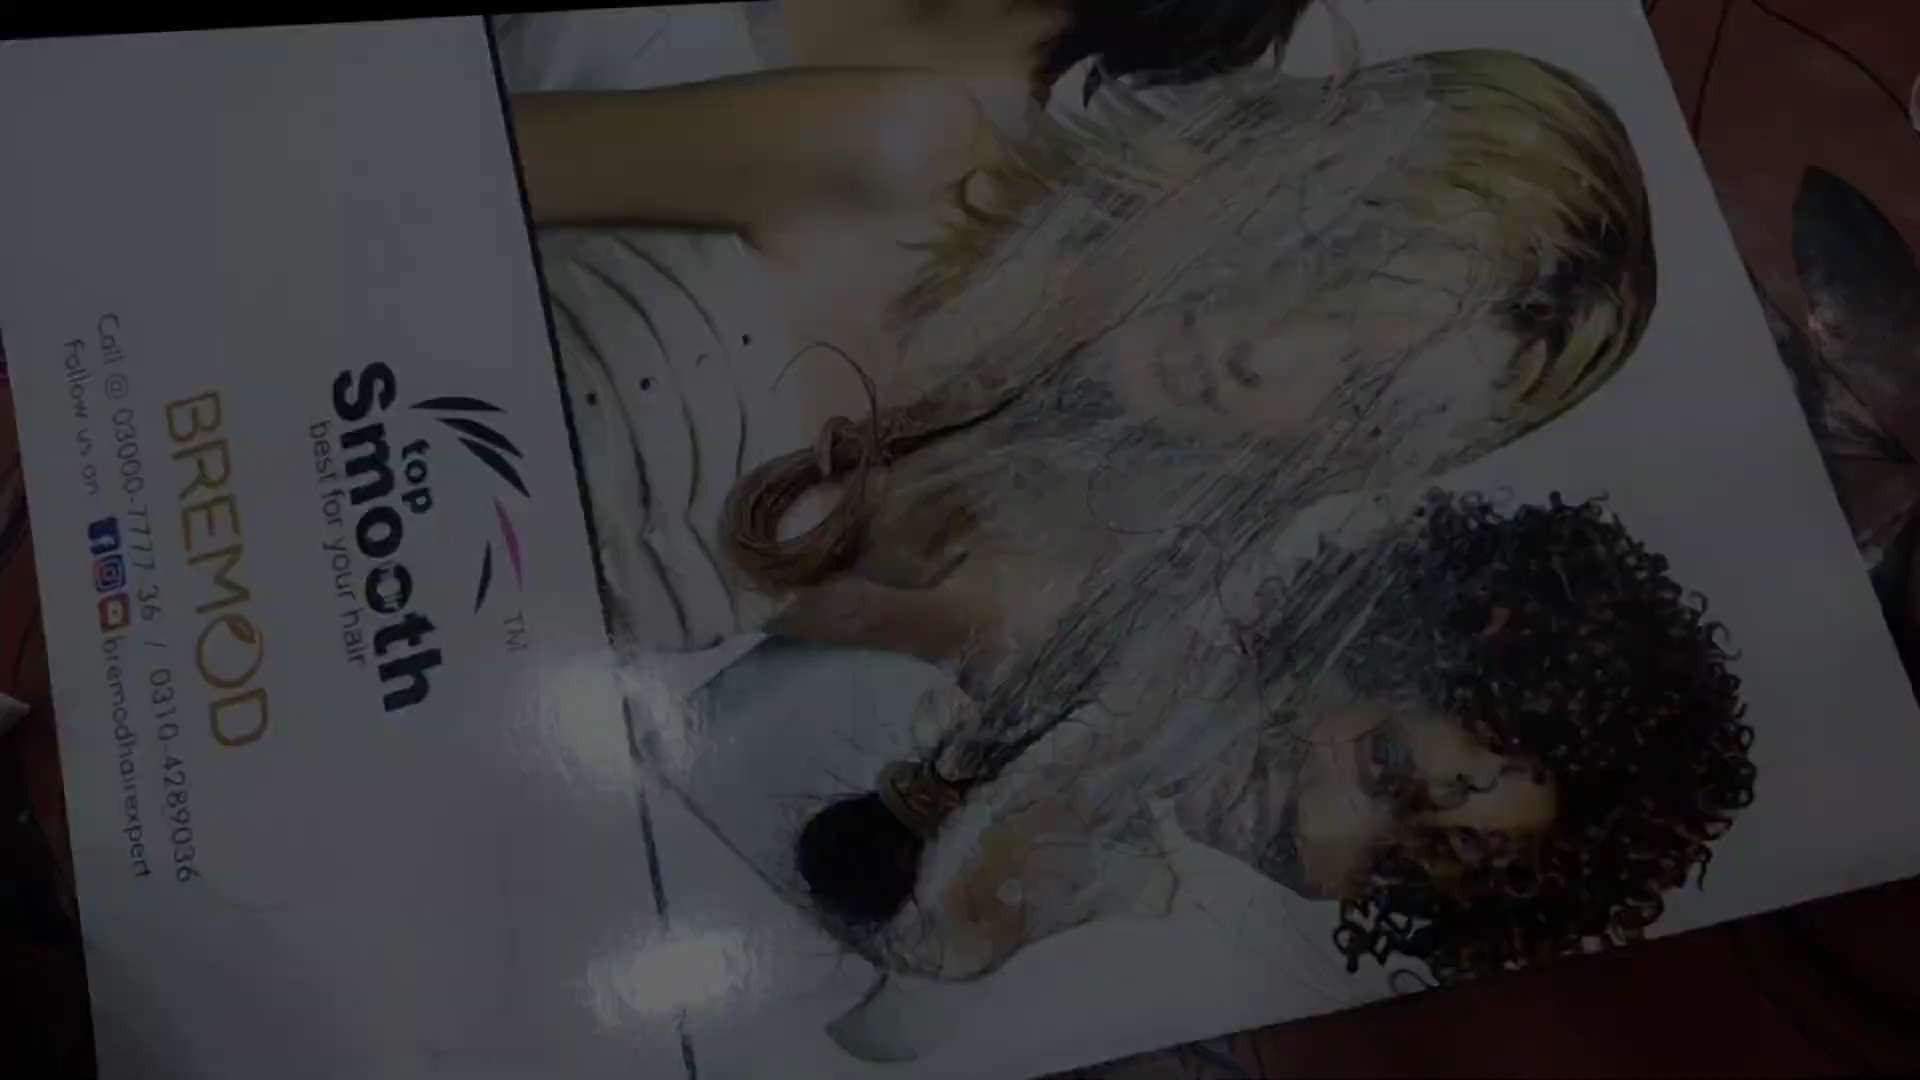 top
Smooth
TM
best for your hair
BREMOD
Call @ 03000-7777-36 / 0310-4289036
Follow us on bremodhairexpert